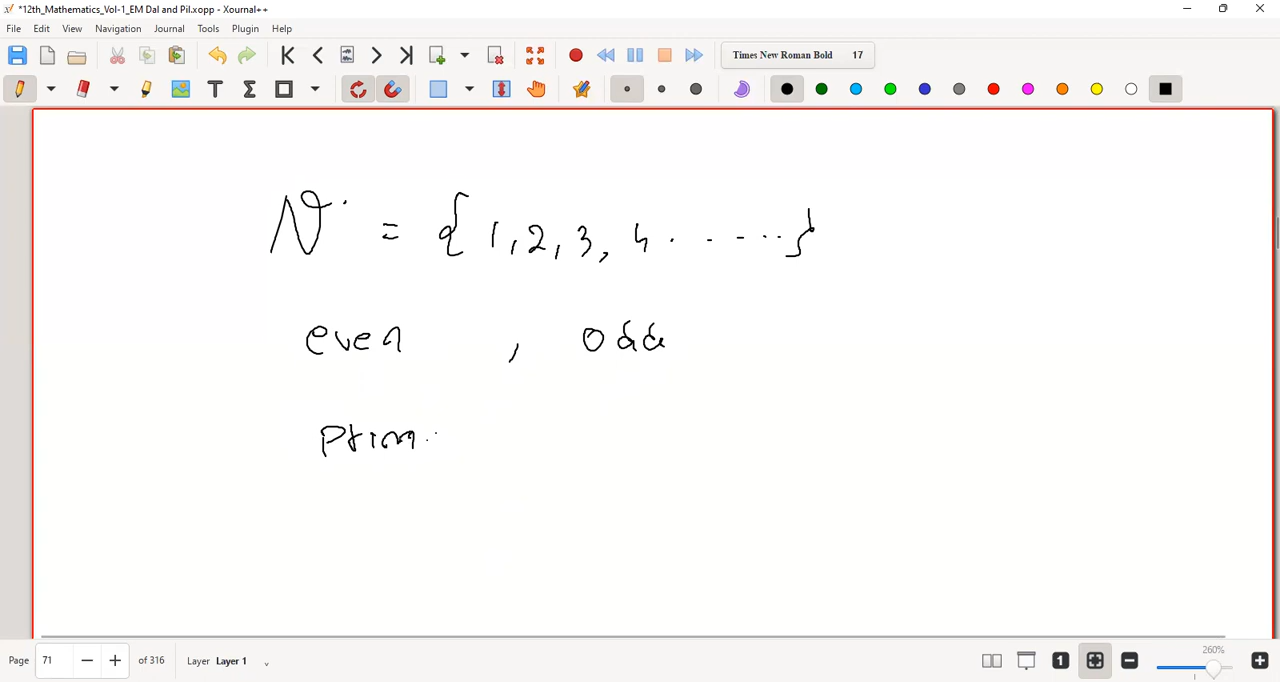 *12th_Mathematics_Vol-1_EM Dal and Pil.xopp - Xournal++
File Edit View Navigation Journal Tools Plugin Help
Times New Roman Bold 17
N = {1, 2, 3, 4 . . - ...}
even , odd
Prim
Page 71 of 316 Layer Layer 1 260%